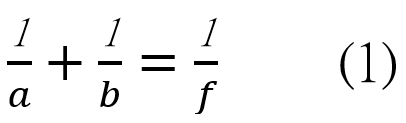 1/a + 1/b = 1/f (1)